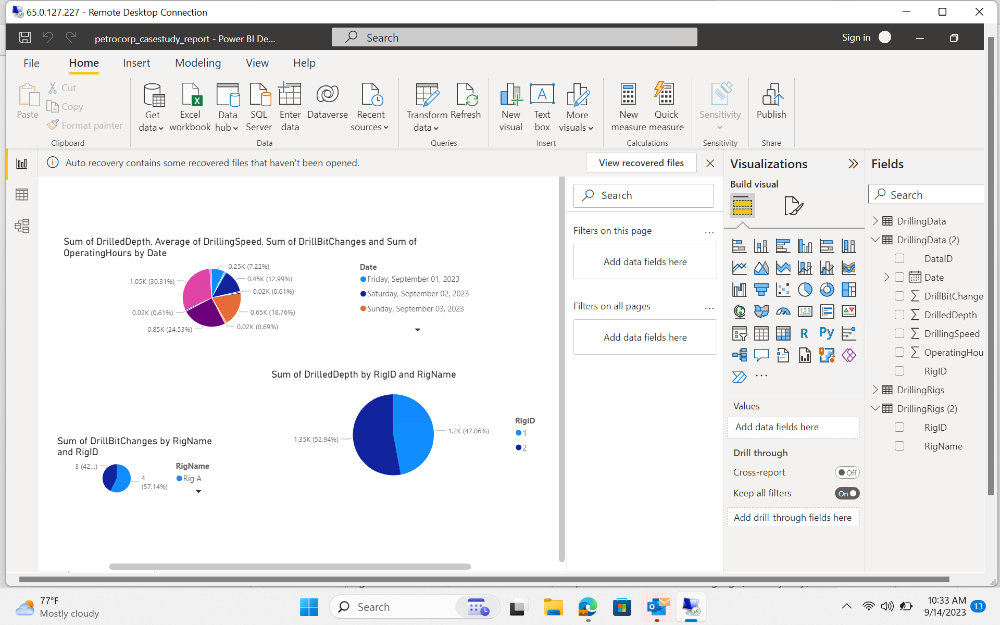 65.0.127.227 - Remote Desktop Connection
petrocorp_casestudy_report - Power BI De...
Search
Sign in
File
Home
Insert
Modeling
View
Help
Paste
Cut
Copy
Format painter
Clipboard
Get data
Excel workbook
Data hub
SQL Server
Enter data
Dataverse
Recent sources
Data
Transform data
Refresh
Queries
New visual
Text box
More visuals
Insert
New measure
Quick measure
Calculations
Sensitivity
Sensitivity
Publish
Share
Auto recovery contains some recovered files that haven't been opened.
View recovered files
Sum of DrilledDepth, Average of DrillingSpeed, Sum of DrillBitChanges and Sum of
OperatingHours by Date
0.25K (7.22%)
0.45K (12.99%)
0.02K (0.61%)
0.65K (18.76%)
0.02K (0.69%)
0.85K (24.53%)
0.02K (0.61%)
1.05K (30.31%)
Date
Friday, September 01, 2023
Saturday, September 02, 2023
Sunday, September 03, 2023
Sum of DrilledDepth by RigID and RigName
1.35K (52.94%)
1.2K (47.06%)
RigID
1
2
Sum of DrillBitChanges by RigName
and RigID
3 (42...)
4
(57.14%)
RigName
Rig A
Search
Filters on this page
...
Add data fields here
Filters on all pages
...
Add data fields here
Visualizations
Build visual
123
R
Py
...
Values
Add data fields here
Drill through
Cross-report
Off
Keep all filters
On
Add drill-through fields here
Fields
Search
DrillingData
DrillingData (2)
DataID
Date
DrillBitChange
DrilledDepth
DrillingSpeed
OperatingHou
RigID
DrillingRigs
DrillingRigs (2)
RigID
RigName
77°F
Mostly cloudy
Search
10:33 AM
9/14/2023
13